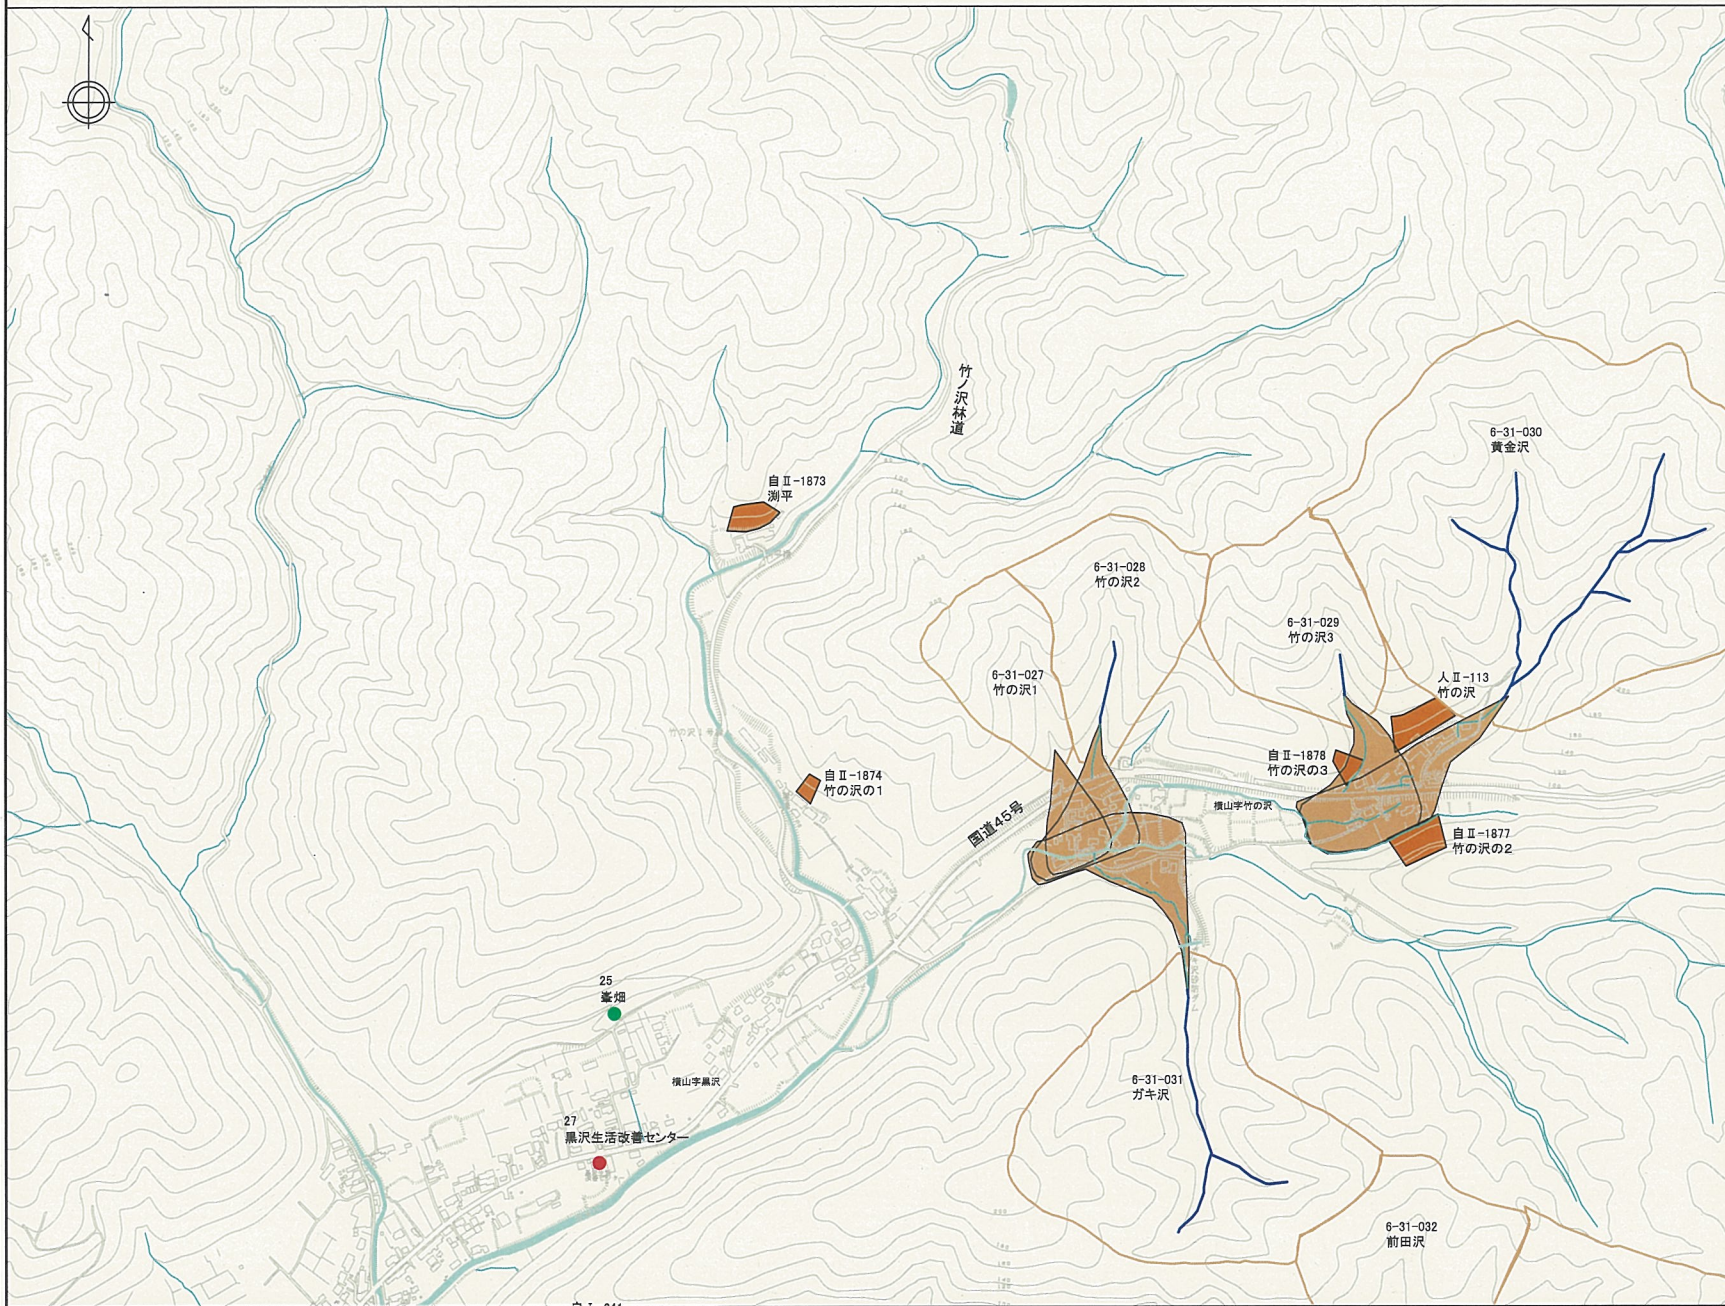 竹ノ沢林道
6-31-030
黄金沢
自Ⅱ-1873
渕平
6-31-028
竹の沢2
6-31-029
竹の沢3
6-31-027
竹の沢1
人Ⅱ-113
竹の沢
自Ⅱ-1878
竹の沢の3
自Ⅱ-1874
竹の沢の1
国道45号
横山字竹の沢
自Ⅱ-1877
竹の沢の2
25
峯畑
横山字黒沢
6-31-031
ガキ沢
27
黒沢生活改善センター
6-31-032
前田沢